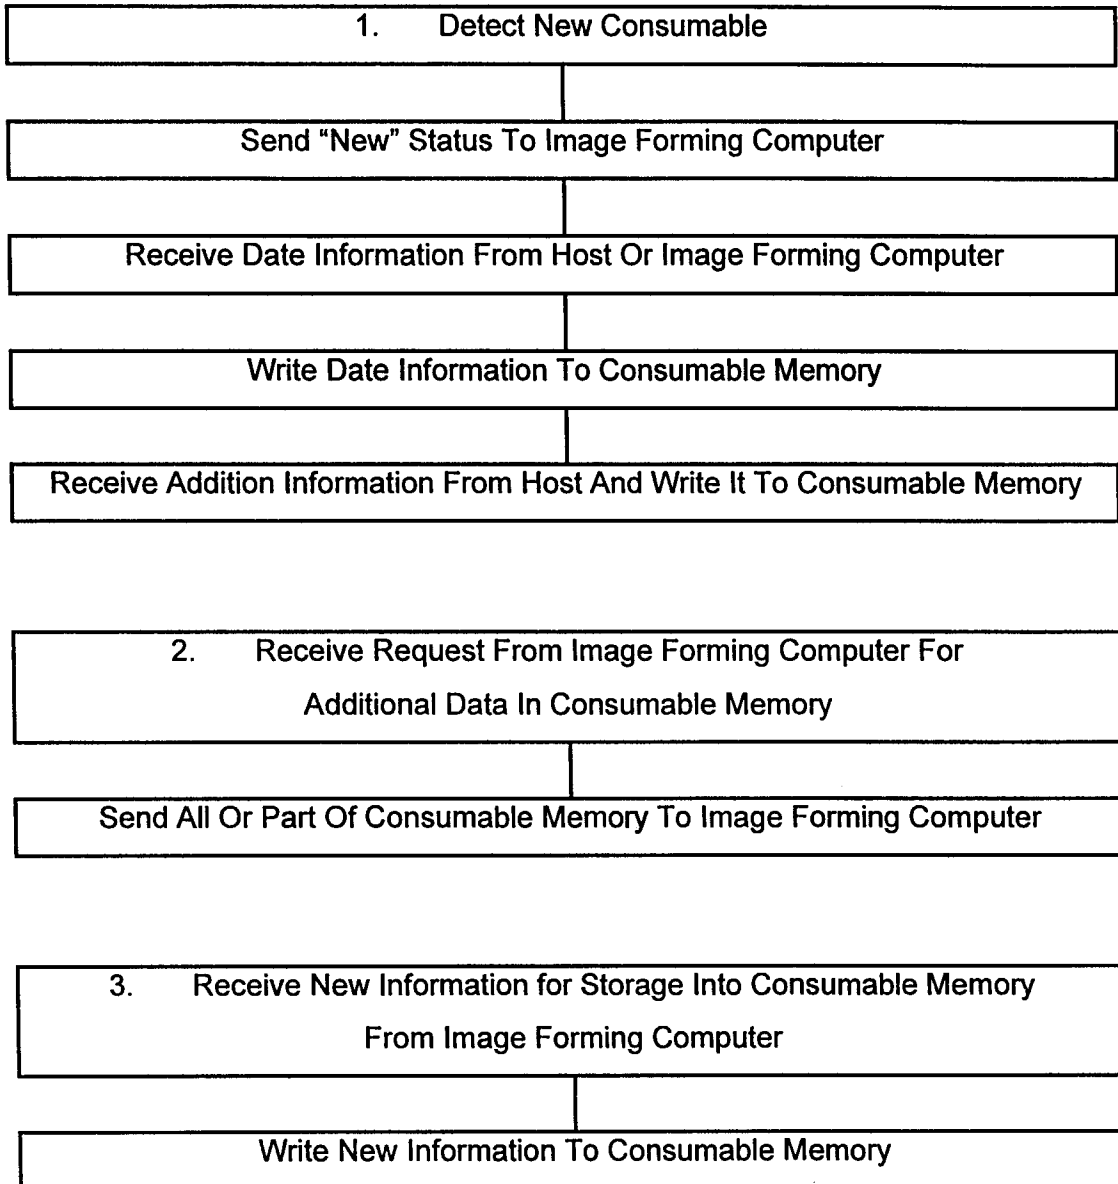 1. Detect New Consumable
Send “New” Status To Image Forming Computer
Receive Date Information From Host Or Image Forming Computer
Write Date Information To Consumable Memory
Receive Addition Information From Host And Write It To Consumable Memory
2. Receive Request From Image Forming Computer For
Additional Data In Consumable Memory
Send All Or Part Of Consumable Memory To Image Forming Computer
3. Receive New Information for Storage Into Consumable Memory
From Image Forming Computer
Write New Information To Consumable Memory